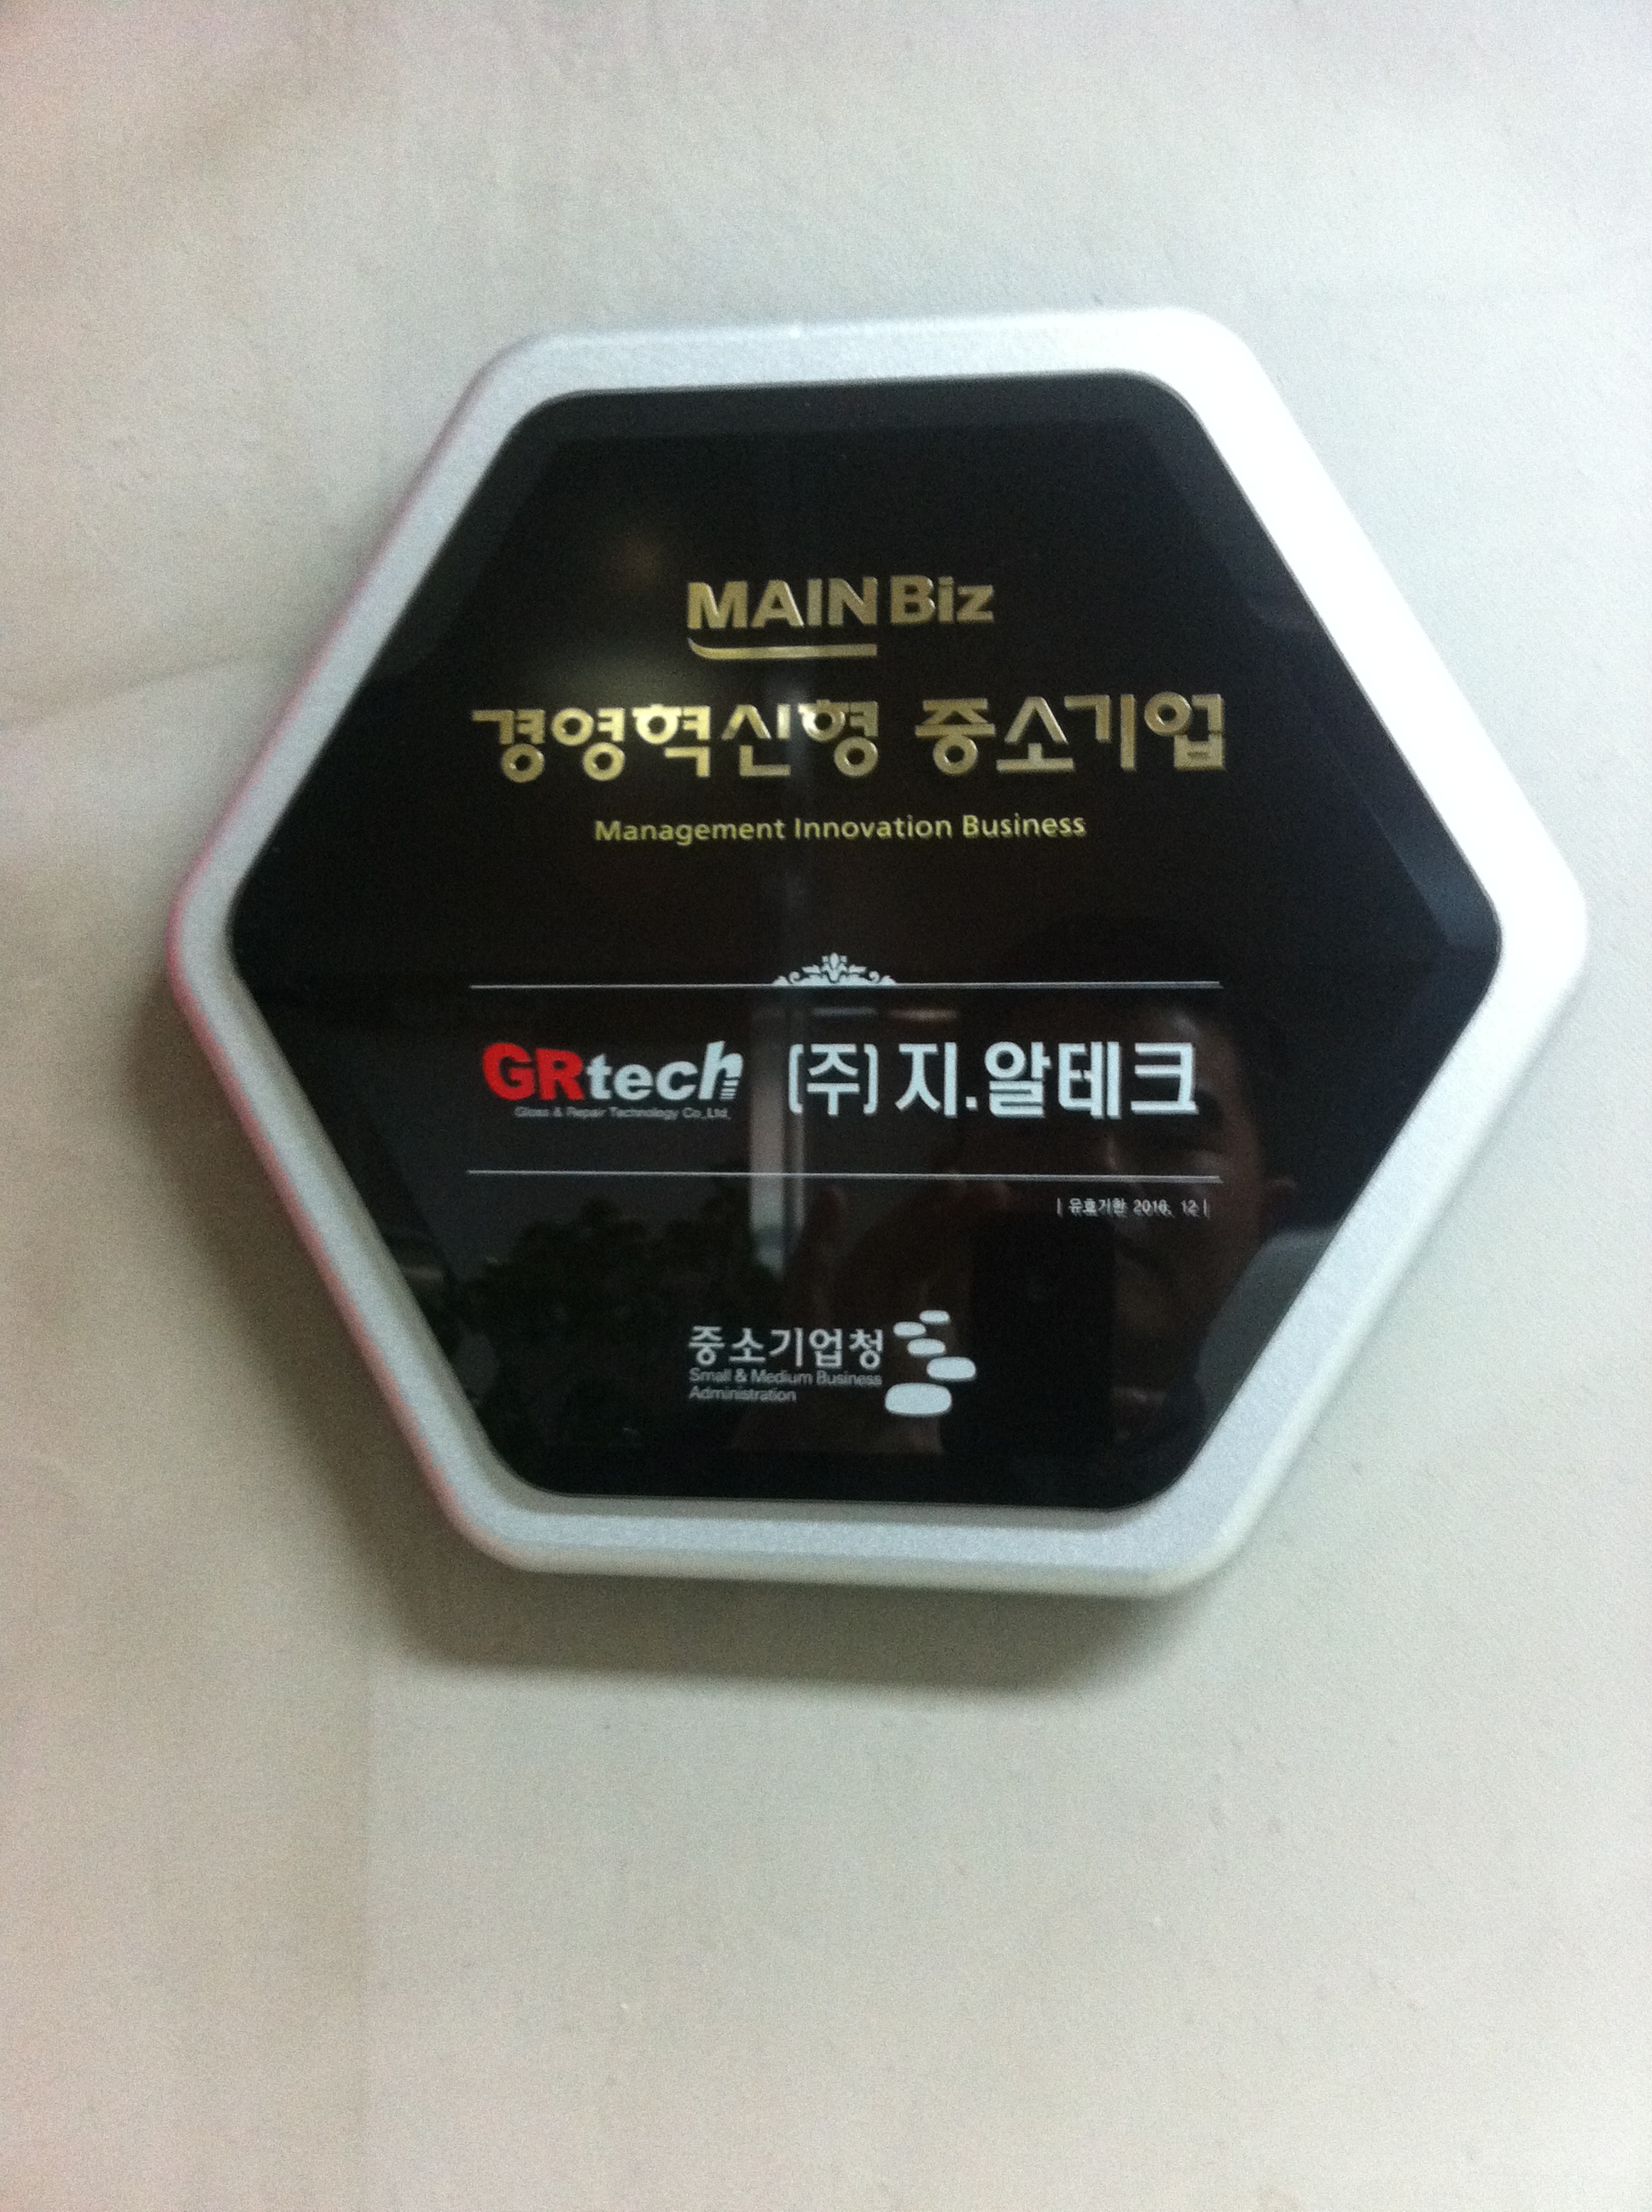 MAIN Biz
경영혁신형 중소기업
Management Innovation Business
GRtech (주)지.알테크
Glass & Repair Technology Co.,Ltd.
| 유효기한 2016. 12 |
중소기업청
Small & Medium Business
Administration